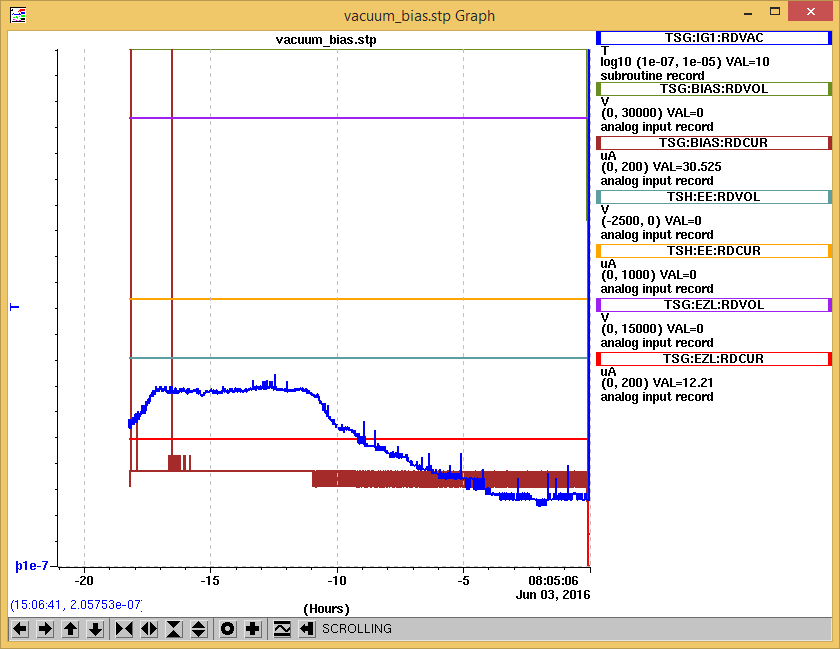 vacuum_bias.stp Graph
vacuum_bias.stp
TSG:IG1:RDVAC
T
log10 (1e-07, 1e-05) VAL=10
subroutine record
TSG:BIAS:RDVOL
V
(0, 30000) VAL=0
analog input record
TSG:BIAS:RDCUR
uA
(0, 200) VAL=30.525
analog input record
TSH:EE:RDVOL
V
(-2500, 0) VAL=0
analog input record
TSH:EE:RDCUR
uA
(0, 1000) VAL=0
analog input record
TSG:EZL:RDVOL
V
(0, 15000) VAL=0
analog input record
TSG:EZL:RDCUR
uA
(0, 200) VAL=12.21
analog input record
T
1e-7
-20 -15 -10 -5 08:05:06
Jun 03, 2016
(15:06:41, 2.05753e-07)
(Hours)
SCROLLING